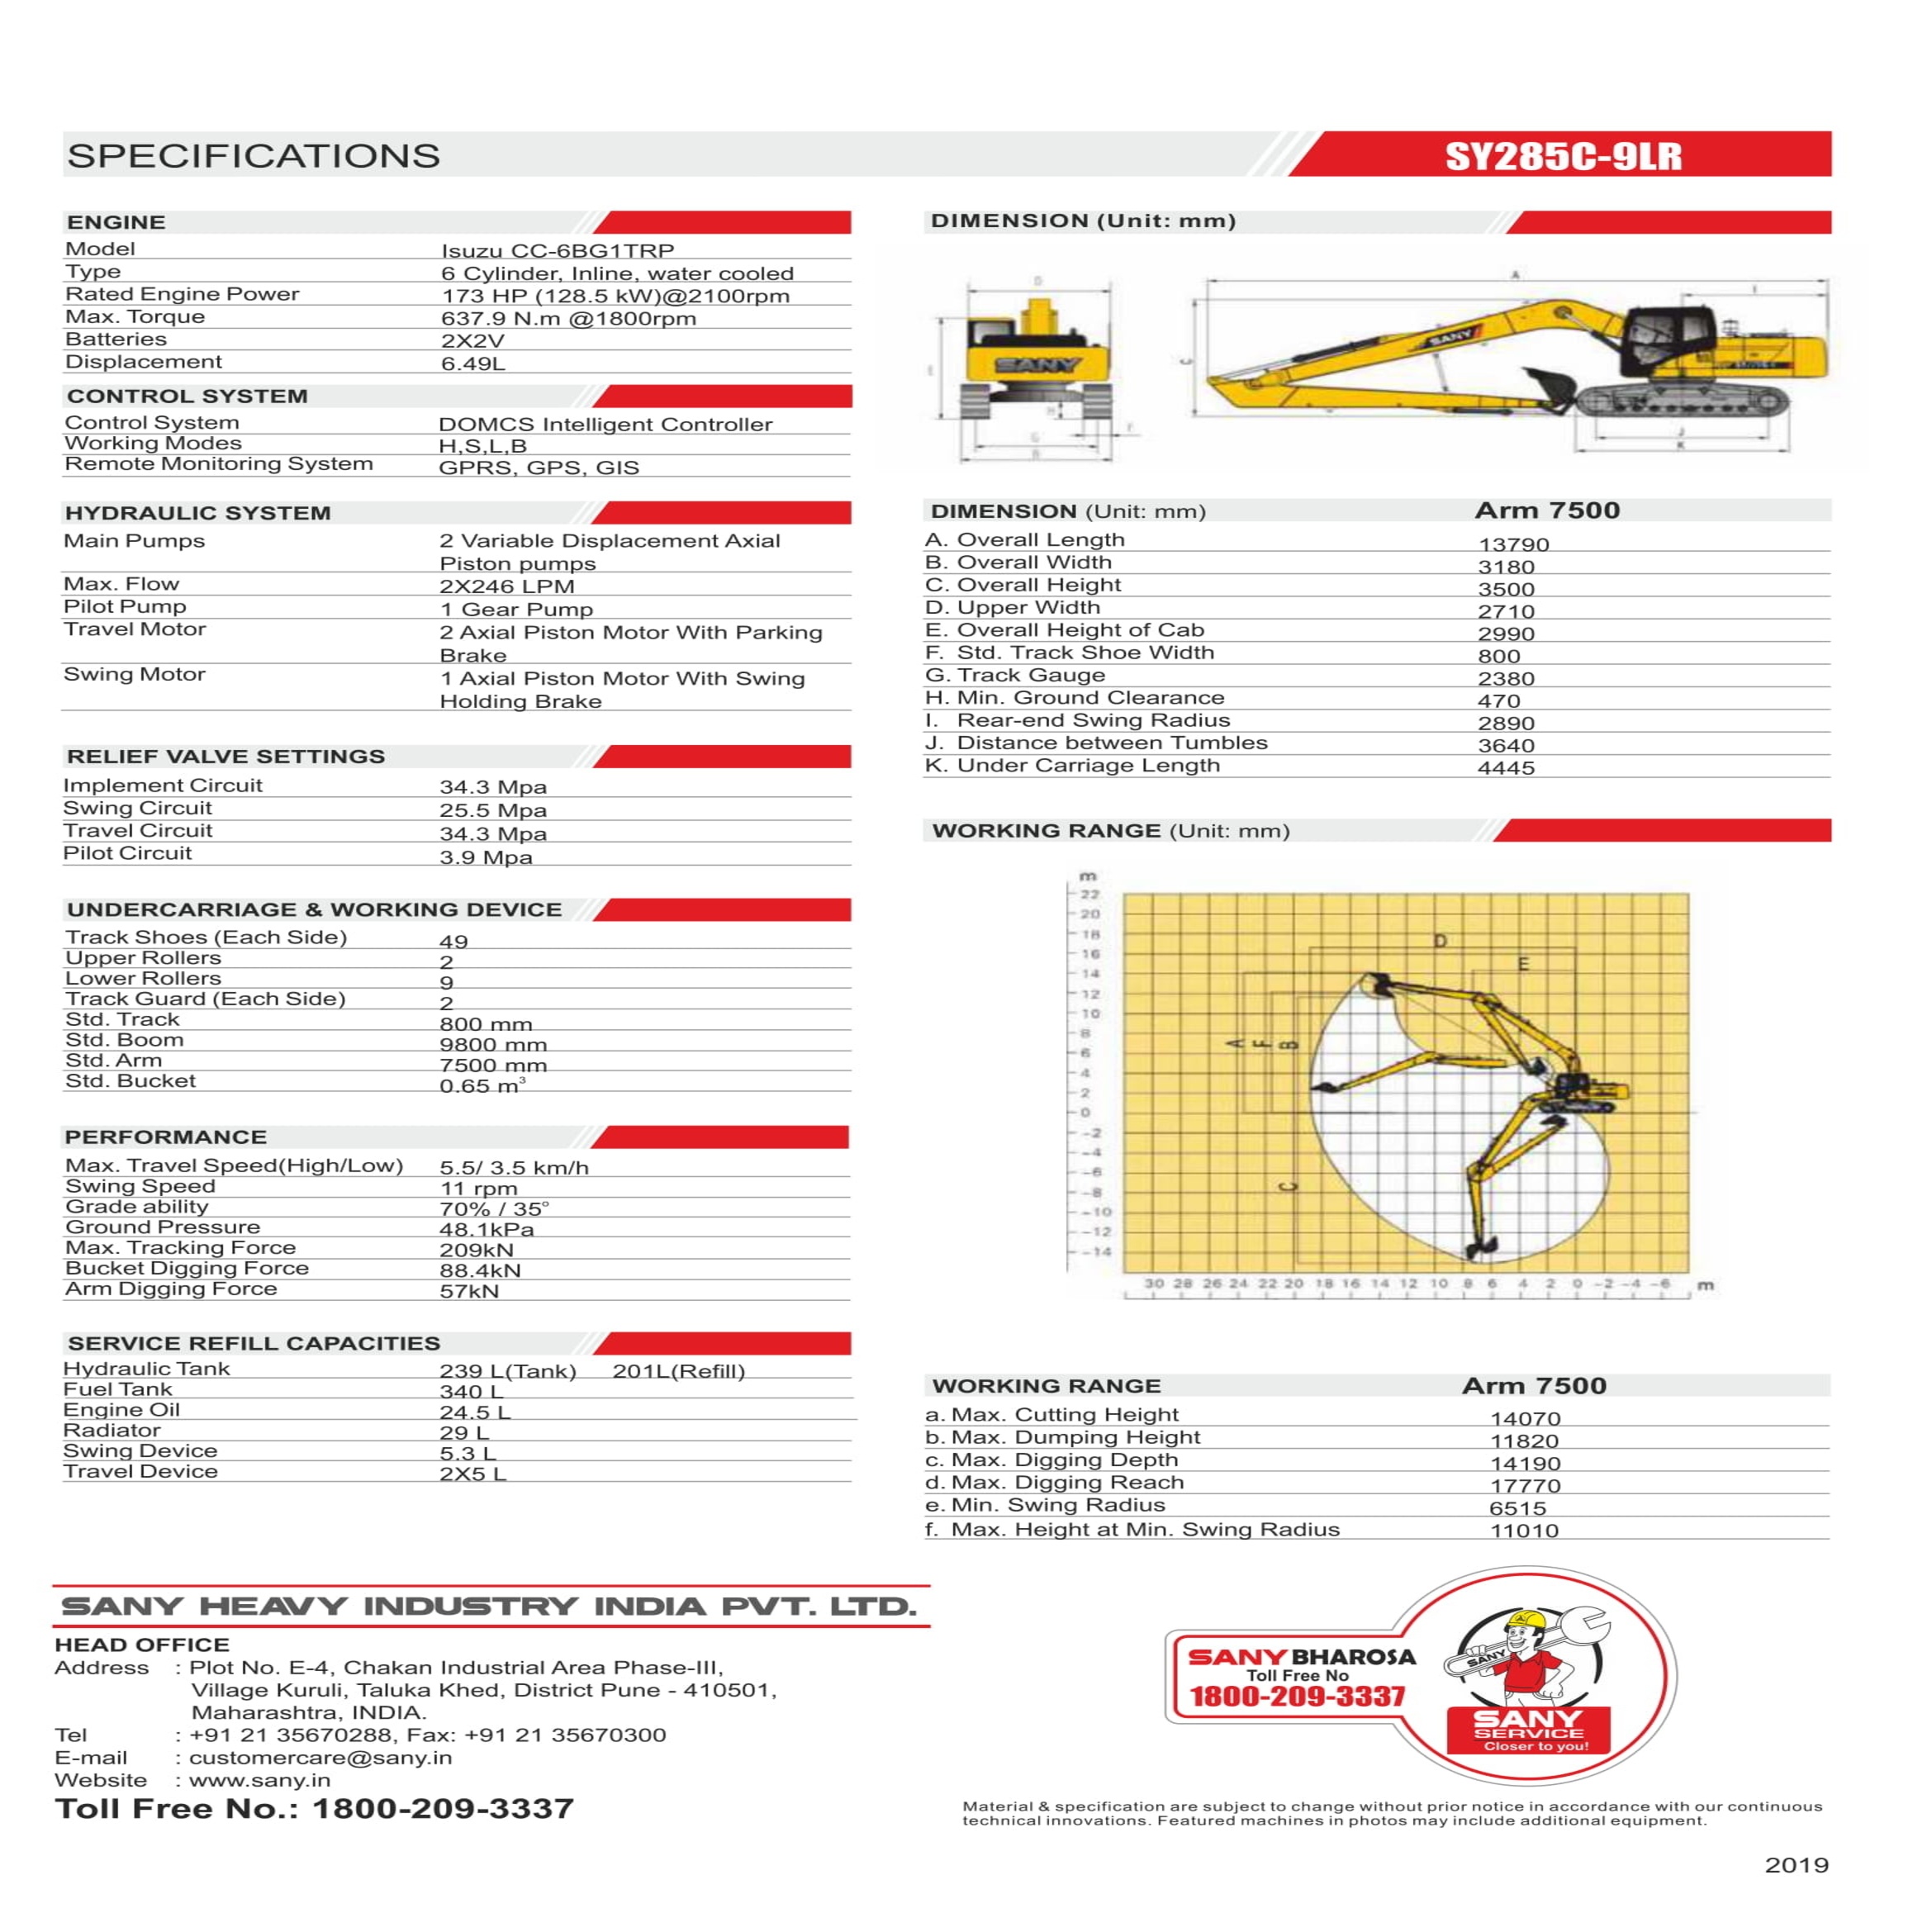 SPECIFICATIONS
SY285C-9LR
ENGINE
Model Isuzu CC-6BG1TRP
Type 6 Cylinder, Inline, water cooled
Rated Engine Power 173 HP (128.5 kW)@2100rpm
Max. Torque 637.9 N.m @1800rpm
Batteries 2X2V
Displacement 6.49L
CONTROL SYSTEM
Control System DOMCS Intelligent Controller
Working Modes H,S,L,B
Remote Monitoring System GPRS, GPS, GIS
HYDRAULIC SYSTEM
Main Pumps 2 Variable Displacement Axial
Piston pumps
Max. Flow 2X246 LPM
Pilot Pump 1 Gear Pump
Travel Motor 2 Axial Piston Motor With Parking
Brake
Swing Motor 1 Axial Piston Motor With Swing
Holding Brake
RELIEF VALVE SETTINGS
Implement Circuit 34.3 Mpa
Swing Circuit 25.5 Mpa
Travel Circuit 34.3 Mpa
Pilot Circuit 3.9 Mpa
UNDERCARRIAGE & WORKING DEVICE
Track Shoes (Each Side) 49
Upper Rollers 2
Lower Rollers 9
Track Guard (Each Side) 2
Std. Track 800 mm
Std. Boom 9800 mm
Std. Arm 7500 mm
Std. Bucket 0.65 m³
PERFORMANCE
Max. Travel Speed(High/Low) 5.5/ 3.5 km/h
Swing Speed 11 rpm
Grade ability 70% / 35°
Ground Pressure 48.1kPa
Max. Tracking Force 209kN
Bucket Digging Force 88.4kN
Arm Digging Force 57kN
SERVICE REFILL CAPACITIES
Hydraulic Tank 239 L(Tank) 201L(Refill)
Fuel Tank 340 L
Engine Oil 24.5 L
Radiator 29 L
Swing Device 5.3 L
Travel Device 2X5 L
DIMENSION (Unit: mm)
D
A
I
C
SANY
SANY
H
F
G
J
K
DIMENSION (Unit: mm) Arm 7500
A. Overall Length 13790
B. Overall Width 3180
C. Overall Height 3500
D. Upper Width 2710
E. Overall Height of Cab 2990
F. Std. Track Shoe Width 800
G. Track Gauge 2380
H. Min. Ground Clearance 470
I. Rear-end Swing Radius 2890
J. Distance between Tumbles 3640
K. Under Carriage Length 4445
WORKING RANGE (Unit: mm)
m
22
20
18
16
14
12
10
8
6
4
2
0
-2
-4
-6
-8
-10
-12
-14
D
E
A F B
C
30 28 26 24 22 20 18 16 14 12 10 8 6 4 2 0 -2 -4 -6 m
WORKING RANGE Arm 7500
a. Max. Cutting Height 14070
b. Max. Dumping Height 11820
c. Max. Digging Depth 14190
d. Max. Digging Reach 17770
e. Min. Swing Radius 6515
f. Max. Height at Min. Swing Radius 11010
SANY HEAVY INDUSTRY INDIA PVT. LTD.
HEAD OFFICE
Address : Plot No. E-4, Chakan Industrial Area Phase-III,
Village Kuruli, Taluka Khed, District Pune - 410501,
Maharashtra, INDIA.
Tel : +91 21 35670288, Fax: +91 21 35670300
E-mail : customercare@sany.in
Website : www.sany.in
Toll Free No.: 1800-209-3337
SANY BHAROSA
Toll Free No
1800-209-3337
SANY
SANY
SERVICE
Closer to you!
Material & specification are subject to change without prior notice in accordance with our continuous
technical innovations. Featured machines in photos may include additional equipment.
2019